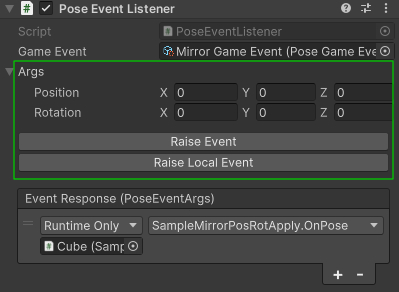 Pose Event Listener
Script PoseEventListener
Game Event Mirror Game Event (Pose Game Eve
Args
Position X 0 Y 0 Z 0
Rotation X 0 Y 0 Z 0
Raise Event
Raise Local Event
Event Response (PoseEventArgs)
Runtime Only SampleMirrorPosRotApply.OnPose
Cube (Samp
+ -